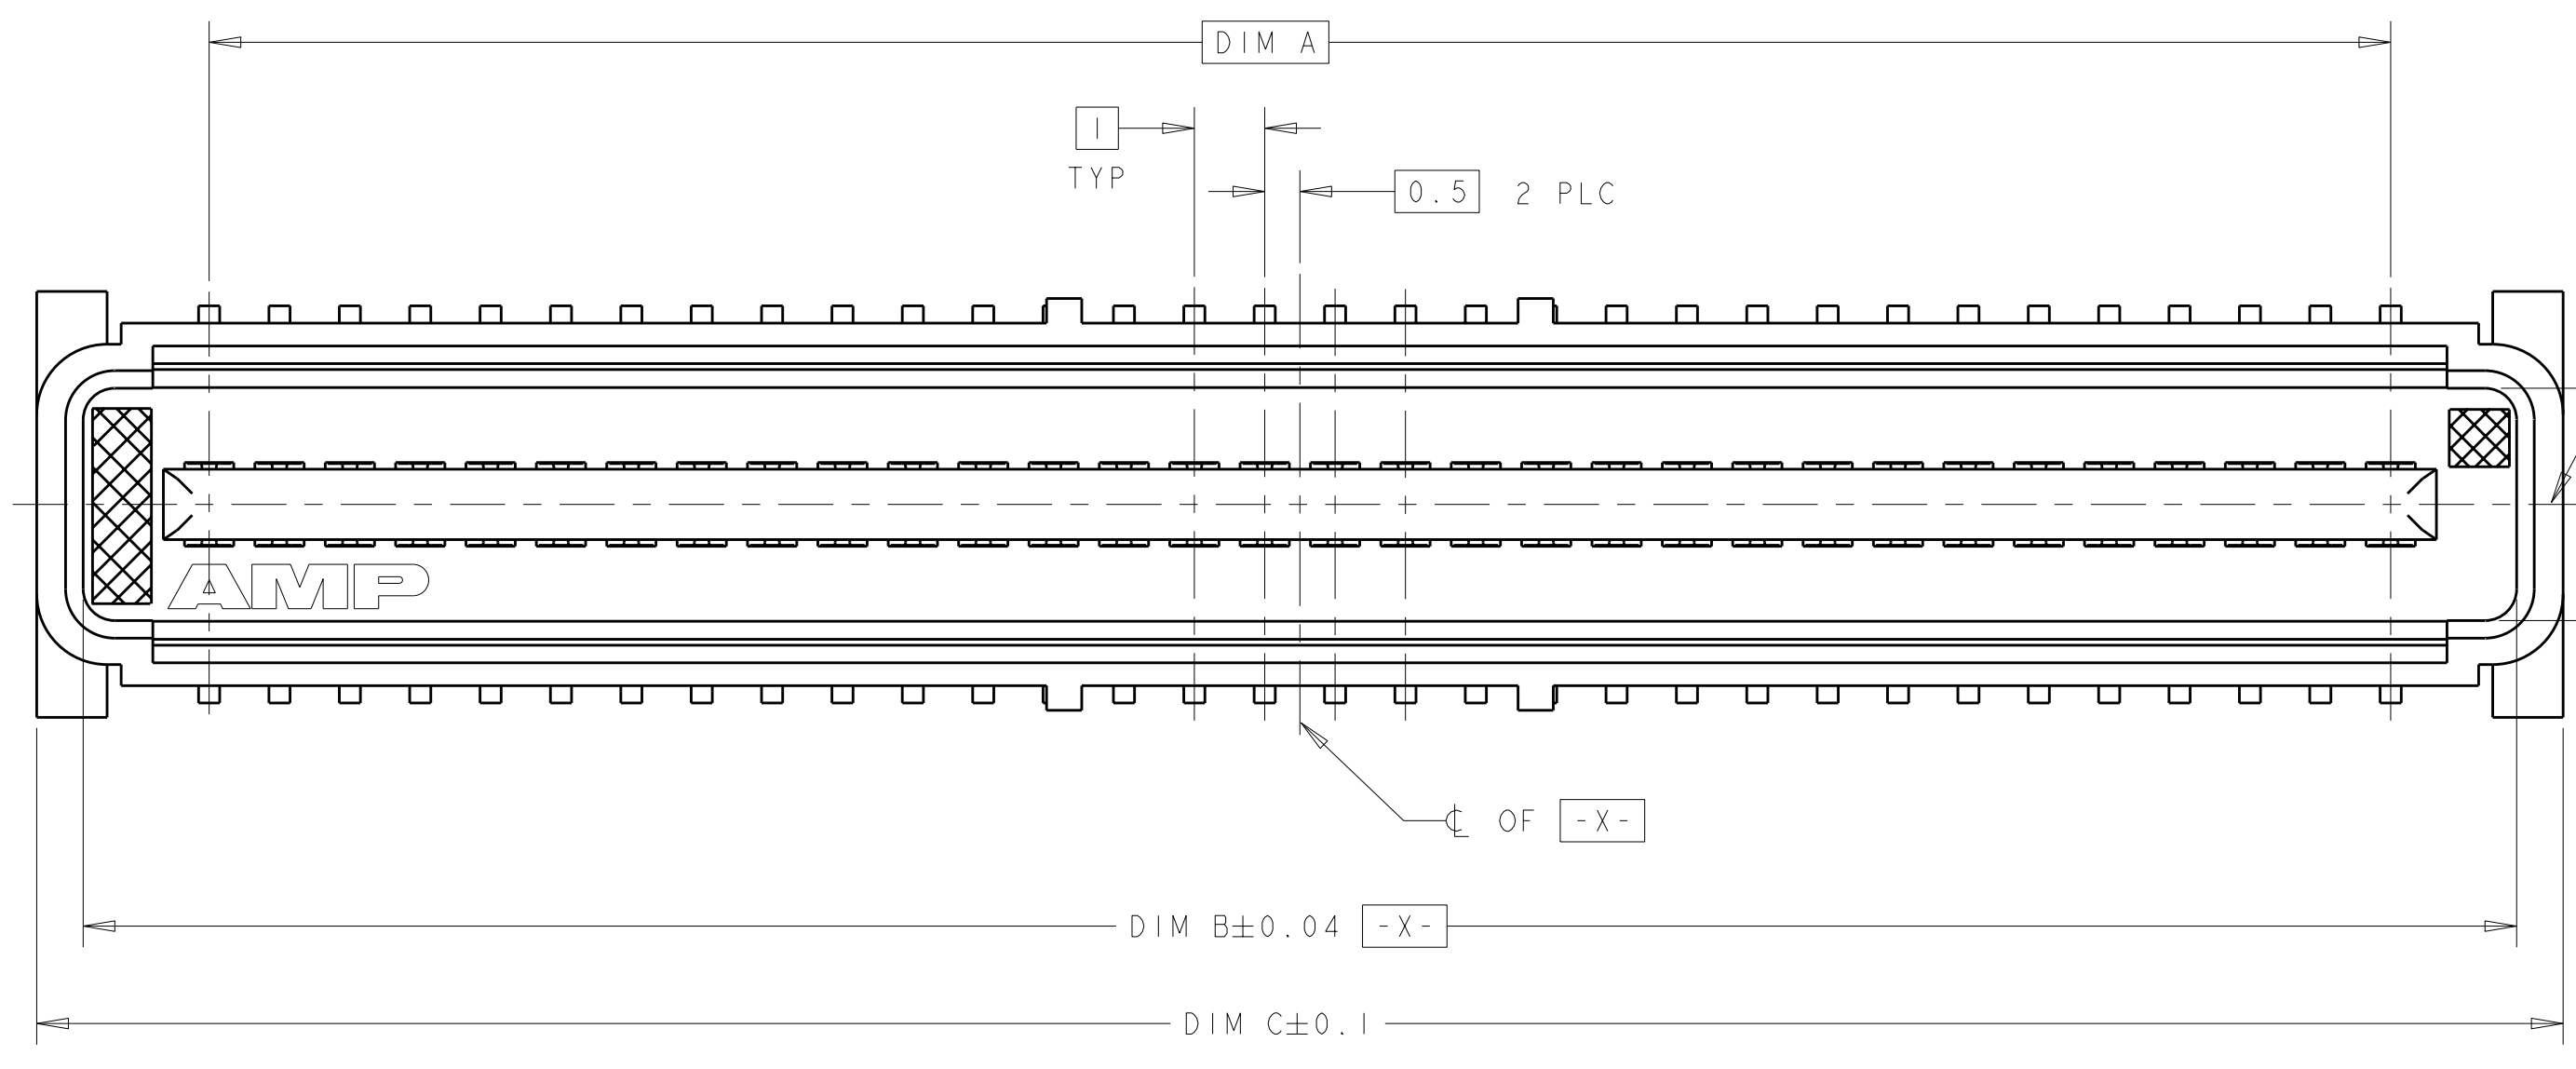 DIM A
1
TYP
0.5 2 PLC
AMP
℄ OF -X-
DIM B±0.04 -X-
DIM C±0.1